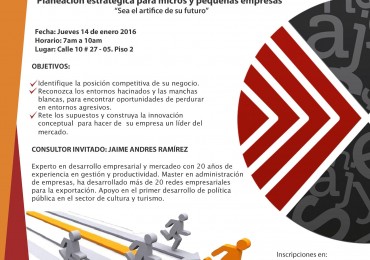 Planeación estratégica para micros y pequeñas empresas
"Sea el artífice de su futuro"
Fecha: Jueves 14 de enero 2016
Horario: 7am a 10am
Lugar: Calle 10 # 27 - 05. Piso 2
OBJETIVOS:
Identifique la posición competitiva de su negocio.
Reconozca los entornos hacinados y las manchas
blancas, para encontrar oportunidades de perdurar
en entornos agresivos.
Rete los supuestos y construya la innovación
conceptual para hacer de su empresa un líder del
mercado.
CONSULTOR INVITADO: JAIME ANDRES RAMÍREZ
Experto en desarrollo empresarial y mercadeo con 20 años de
experiencia en gestión y productividad. Master en administración
de empresas, ha desarrollado más de 20 redes empresariales
para la exportación. Apoyo en el primer desarrollo de política
pública en el sector de cultura y turismo.
Inscripciones en: